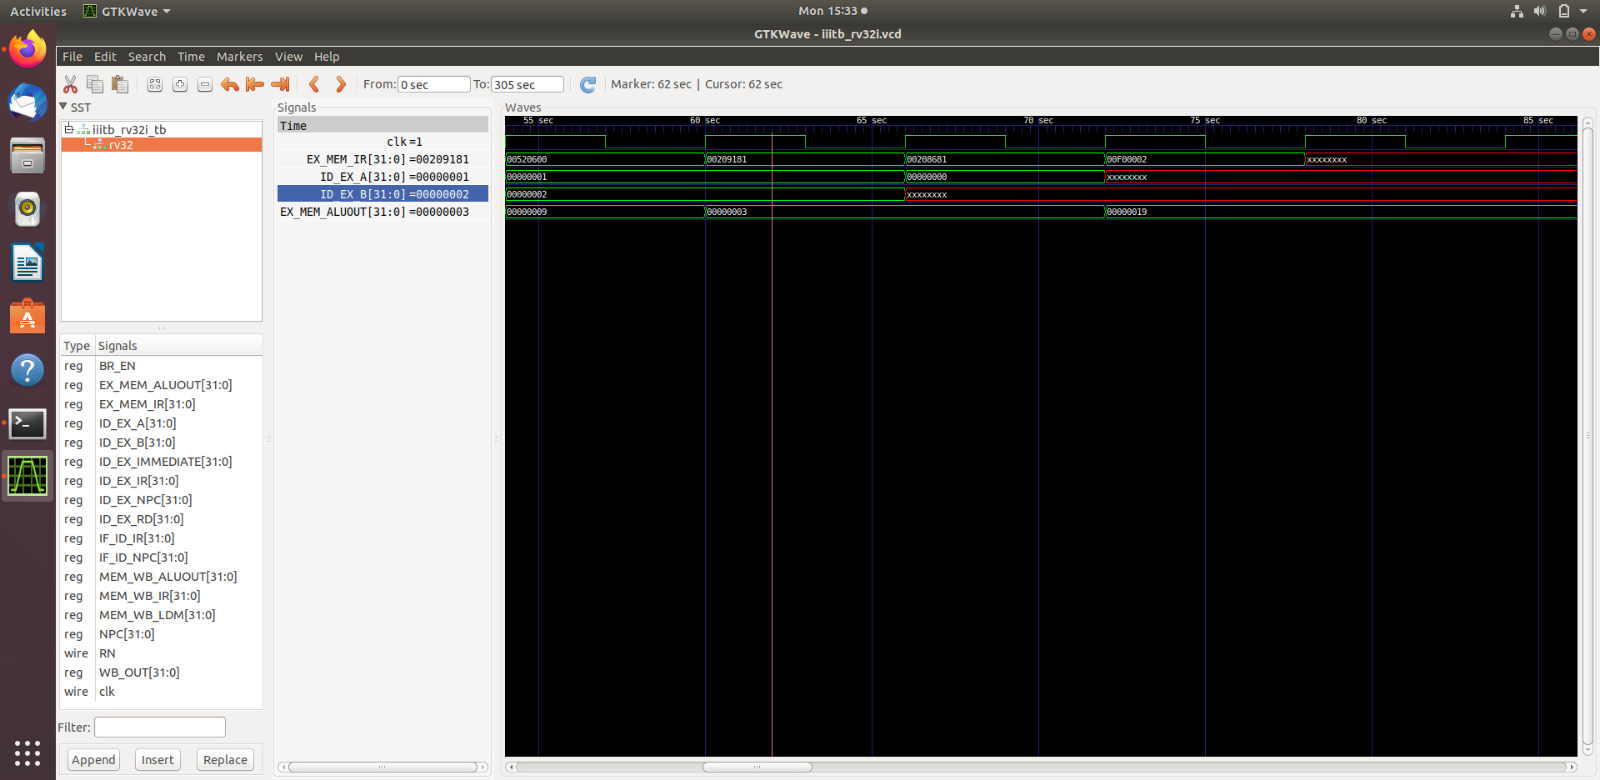 Activities GTKWave Mon 15:33
GTKWave - iiitb_rv32i.vcd
File Edit Search Time Markers View Help
From: 0 sec To: 305 sec Marker: 62 sec | Cursor: 62 sec
SST
iiitb_rv32i_tb
rv32
Type Signals
reg BR_EN
reg EX_MEM_ALUOUT[31:0]
reg EX_MEM_IR[31:0]
reg ID_EX_A[31:0]
reg ID_EX_B[31:0]
reg ID_EX_IMMEDIATE[31:0]
reg ID_EX_IR[31:0]
reg ID_EX_NPC[31:0]
reg ID_EX_RD[31:0]
reg IF_ID_IR[31:0]
reg IF_ID_NPC[31:0]
reg MEM_WB_ALUOUT[31:0]
reg MEM_WB_IR[31:0]
reg MEM_WB_LDM[31:0]
reg NPC[31:0]
wire RN
reg WB_OUT[31:0]
wire clk
Filter:
Append Insert Replace
Signals
Time
clk=1
EX_MEM_IR[31:0]=00209181
ID_EX_A[31:0]=00000001
ID_EX_B[31:0]=00000002
EX_MEM_ALUOUT[31:0]=00000003
Waves
55 sec 60 sec 65 sec 70 sec 75 sec 80 sec 85 sec
00520600 00209181 00208681 00F00002 xxxxxxxx
00000001 00000000 xxxxxxxx
00000002 xxxxxxxx
00000009 00000003 00000019